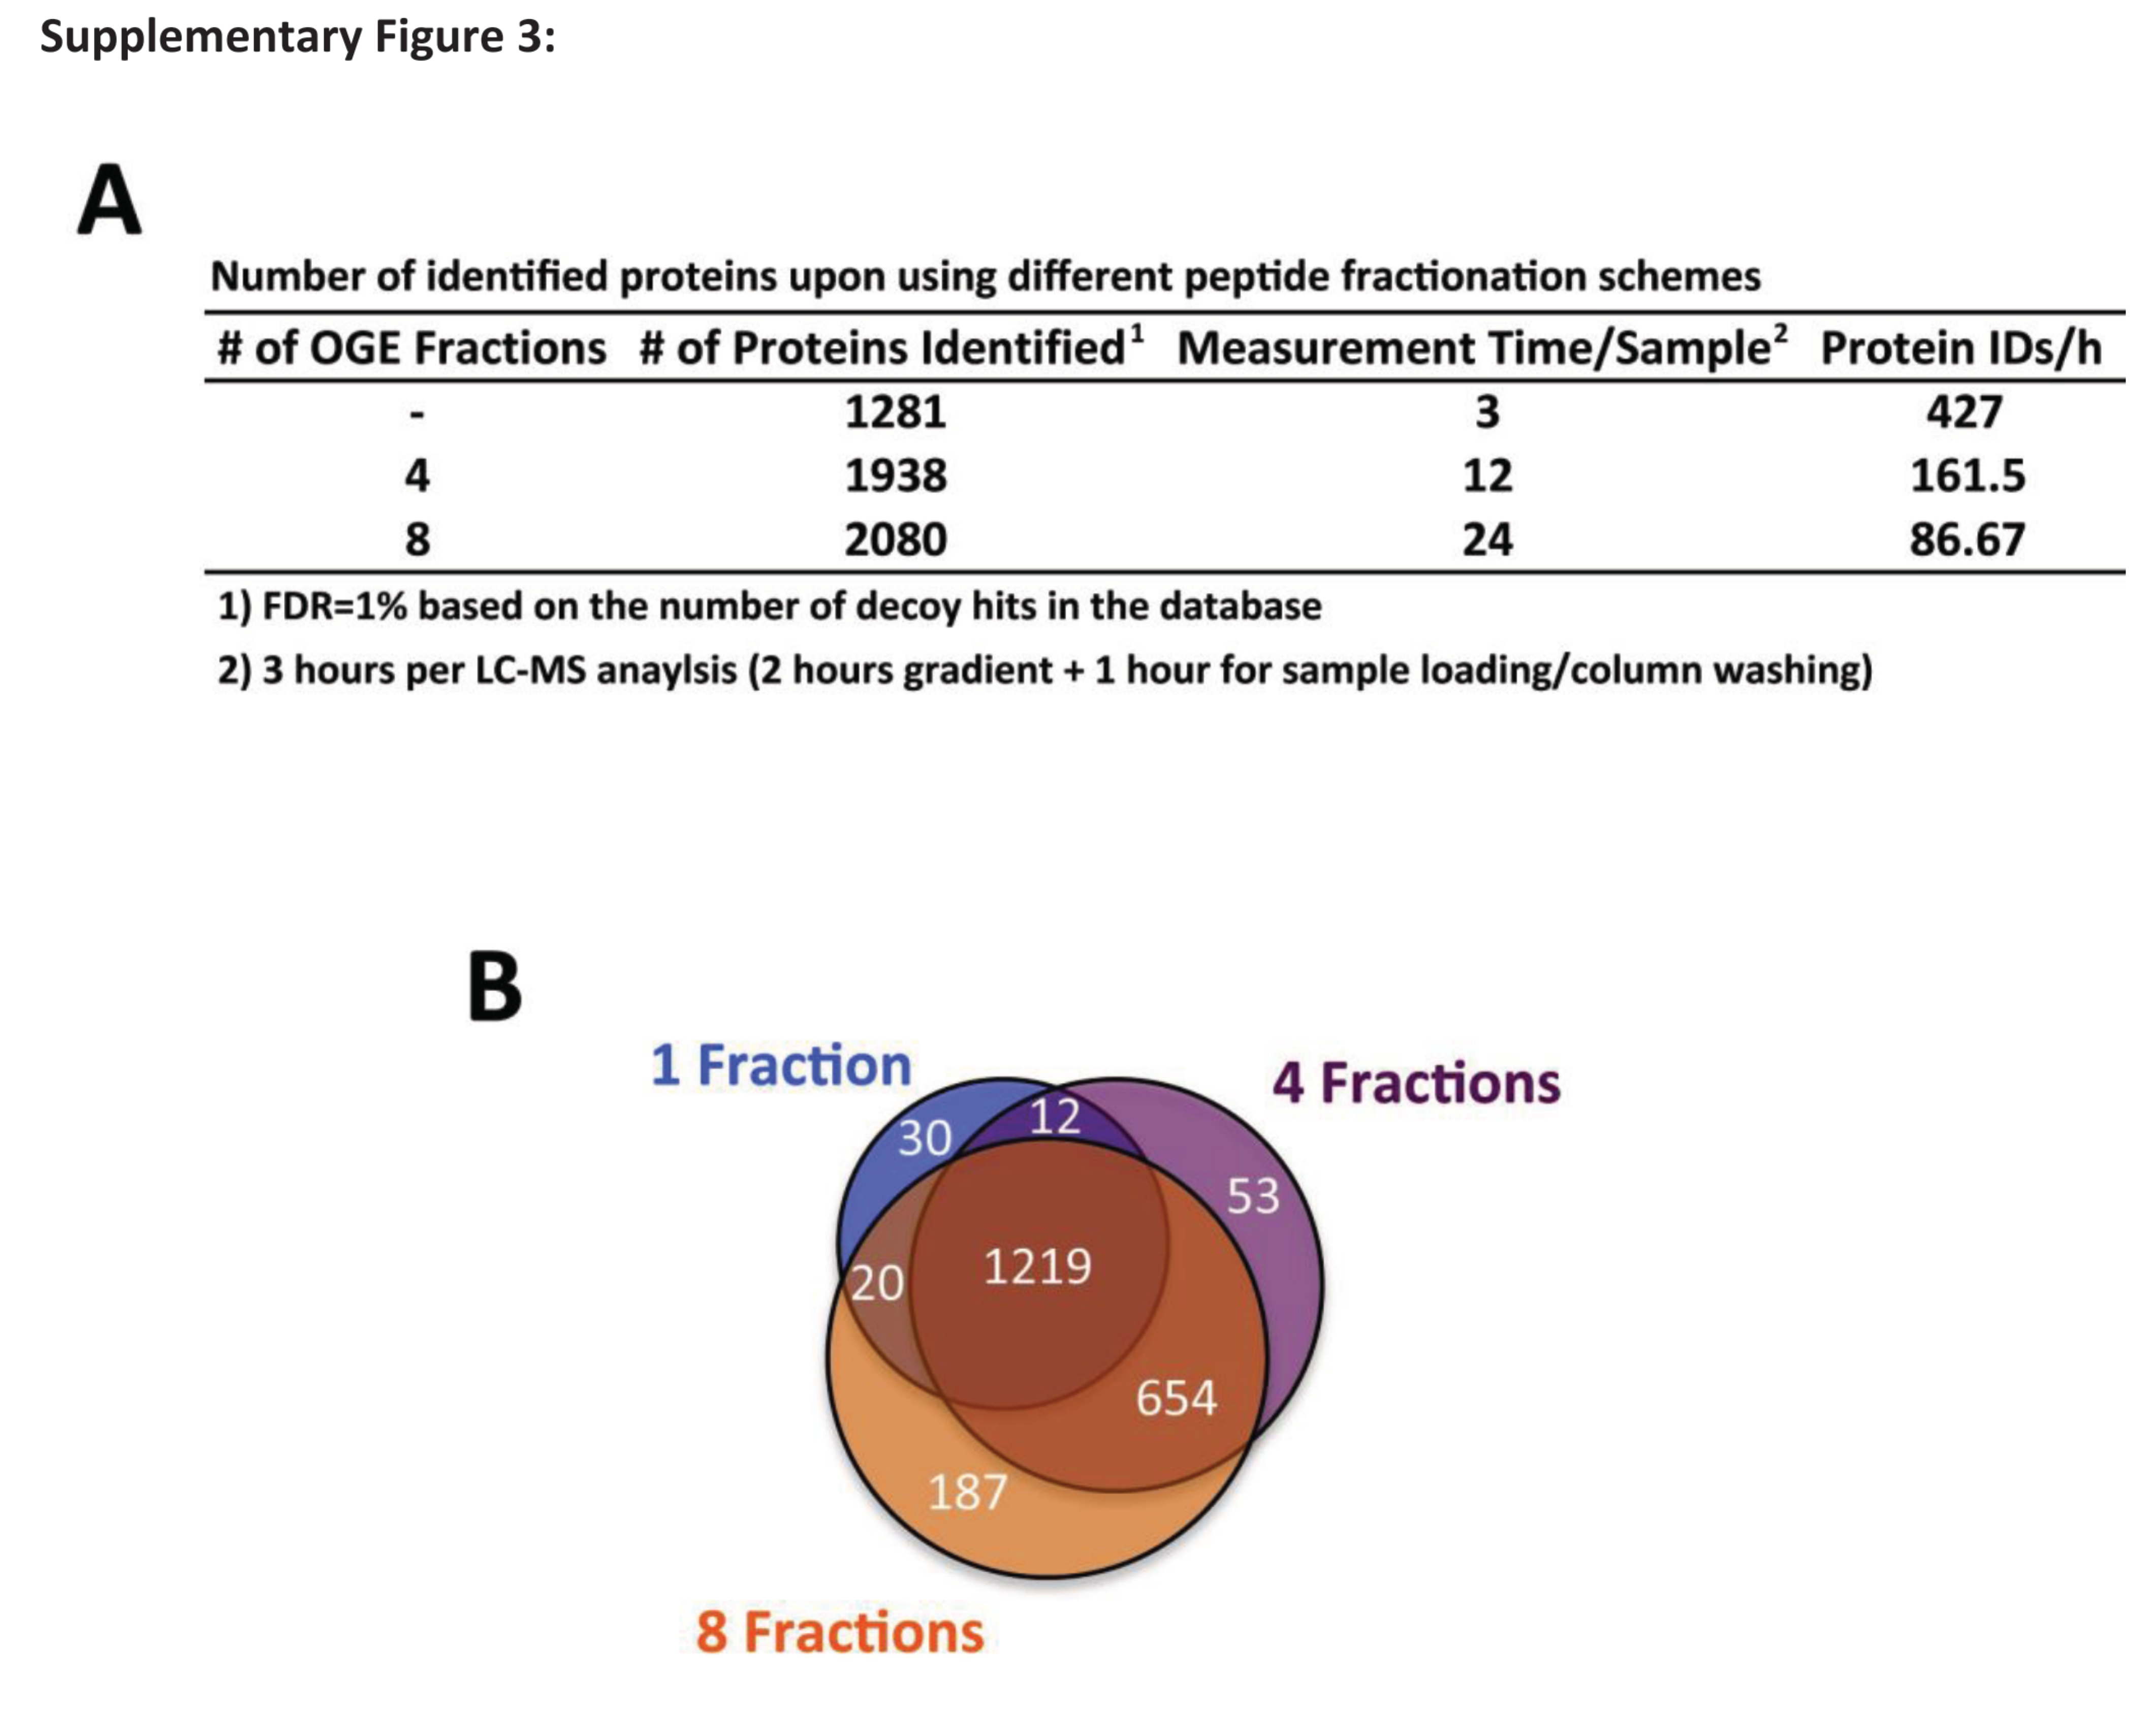 Supplementary Figure 3:
A
Number of identified proteins upon using different peptide fractionation schemes
# of OGE Fractions # of Proteins Identified¹ Measurement Time/Sample² Protein IDs/h
- 1281 3 427
4 1938 12 161.5
8 2080 24 86.67
1) FDR=1% based on the number of decoy hits in the database
2) 3 hours per LC-MS anaylsis (2 hours gradient + 1 hour for sample loading/column washing)
B
1 Fraction
4 Fractions
30
12
53
1219
20
654
187
8 Fractions